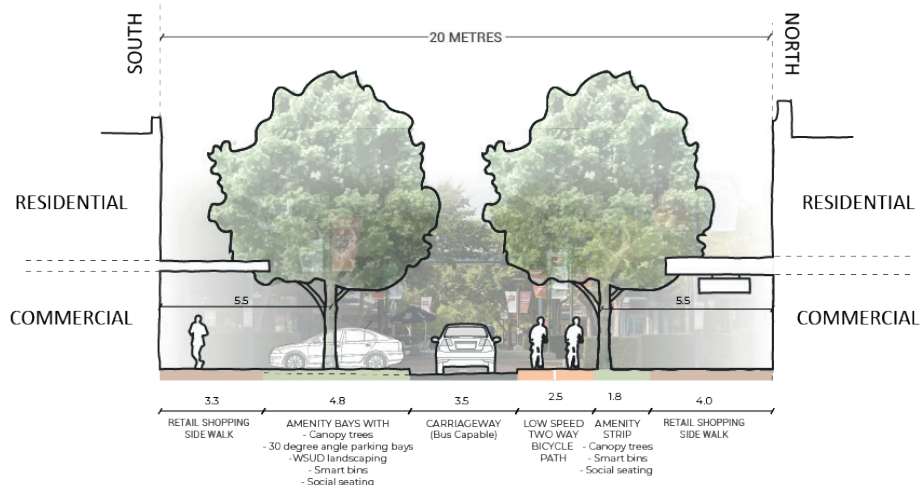 SOUTH
20 METRES
NORTH
RESIDENTIAL
RESIDENTIAL
5.5
5.5
COMMERCIAL
COMMERCIAL
3.3
4.8
3.5
2.5
1.8
4.0
RETAIL SHOPPING
SIDE WALK
AMENITY BAYS WITH
- Canopy trees
- 30 degree angle parking bays
-WSUD landscaping
- Smart bins
- Social seating
CARRIAGEWAY
(Bus Capable)
LOW SPEED
TWO WAY
BICYCLE
PATH
AMENITY
STRIP
- Canopy trees
- Smart bins
- Social seating
RETAIL SHOPPING
SIDE WALK